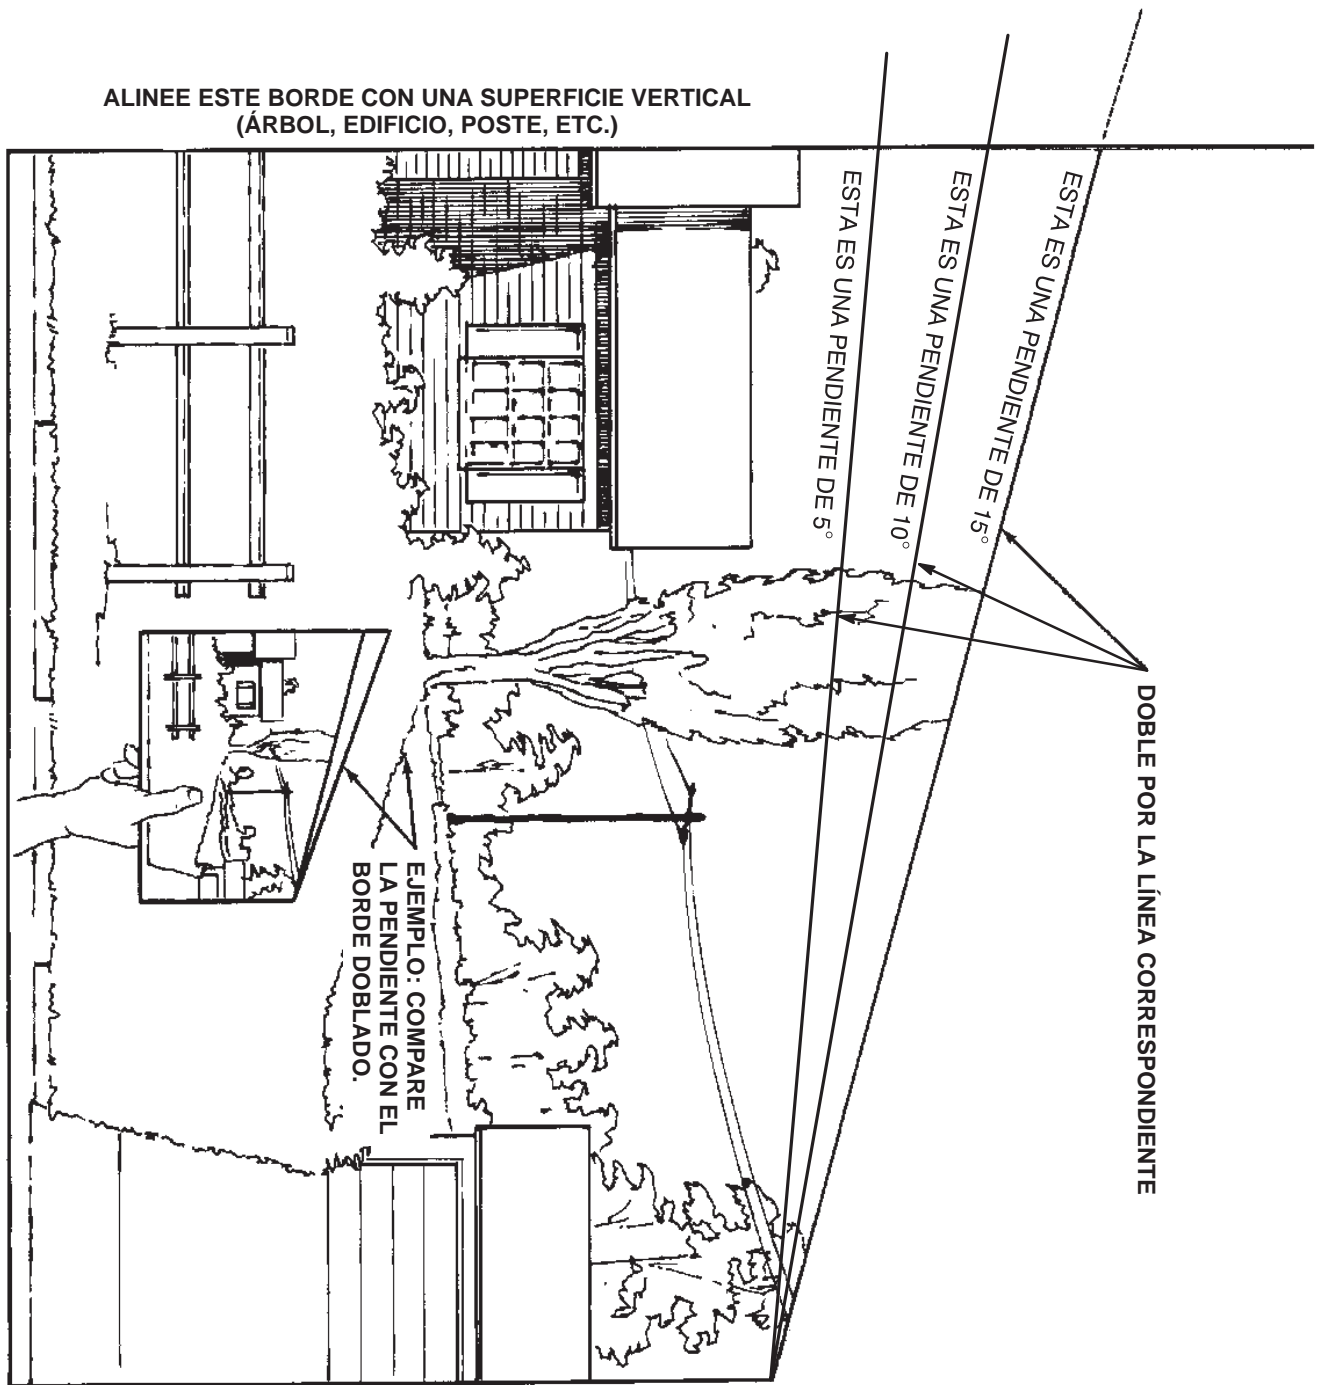 ALINEE ESTE BORDE CON UNA SUPERFICIE VERTICAL
(ÁRBOL, EDIFICIO, POSTE, ETC.)
ESTA ES UNA PENDIENTE DE 15°
ESTA ES UNA PENDIENTE DE 10°
ESTA ES UNA PENDIENTE DE 5°
DOBLE POR LA LÍNEA CORRESPONDIENTE
EJEMPLO: COMPARE
LA PENDIENTE CON EL
BORDE DOBLADO.